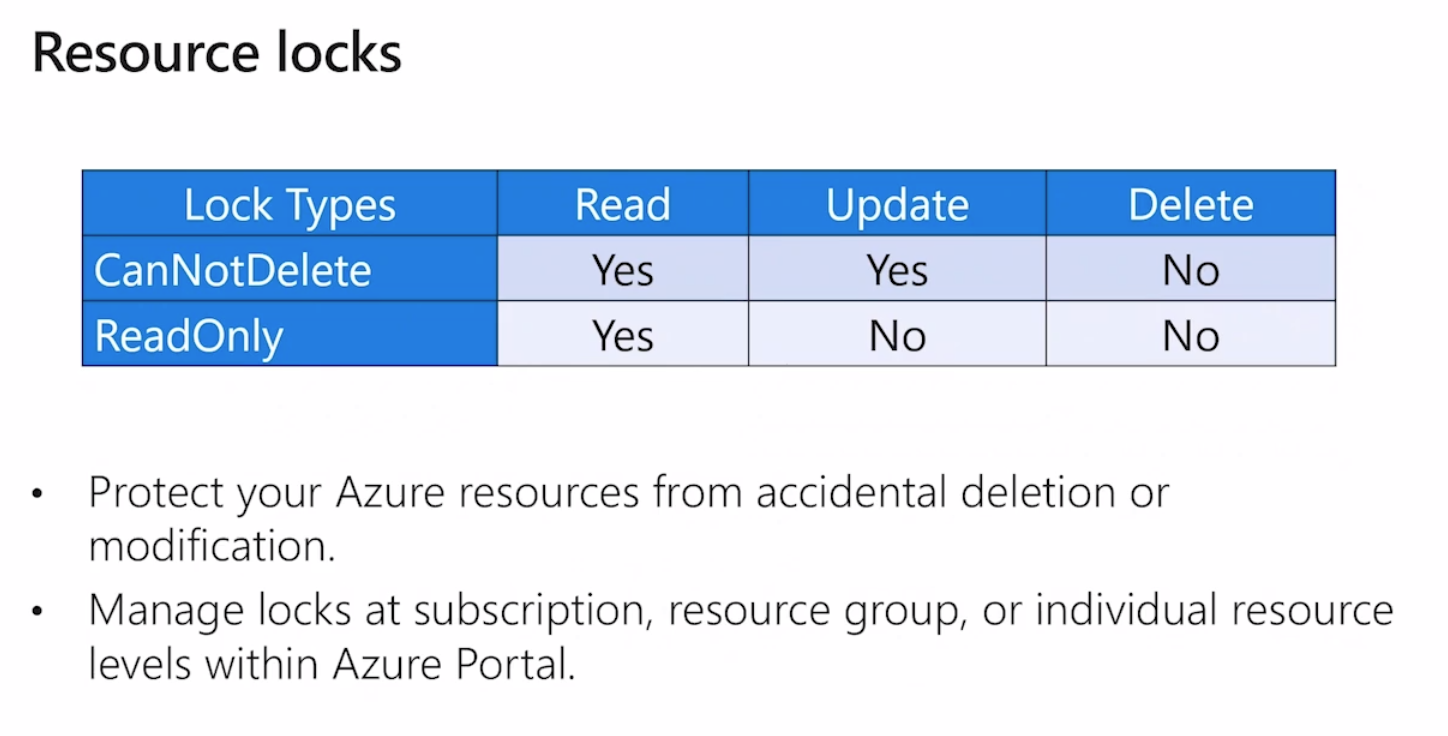 Resource locks
Lock Types Read Update Delete
CanNotDelete Yes Yes No
ReadOnly Yes No No
• Protect your Azure resources from accidental deletion or
modification.
• Manage locks at subscription, resource group, or individual resource
levels within Azure Portal.